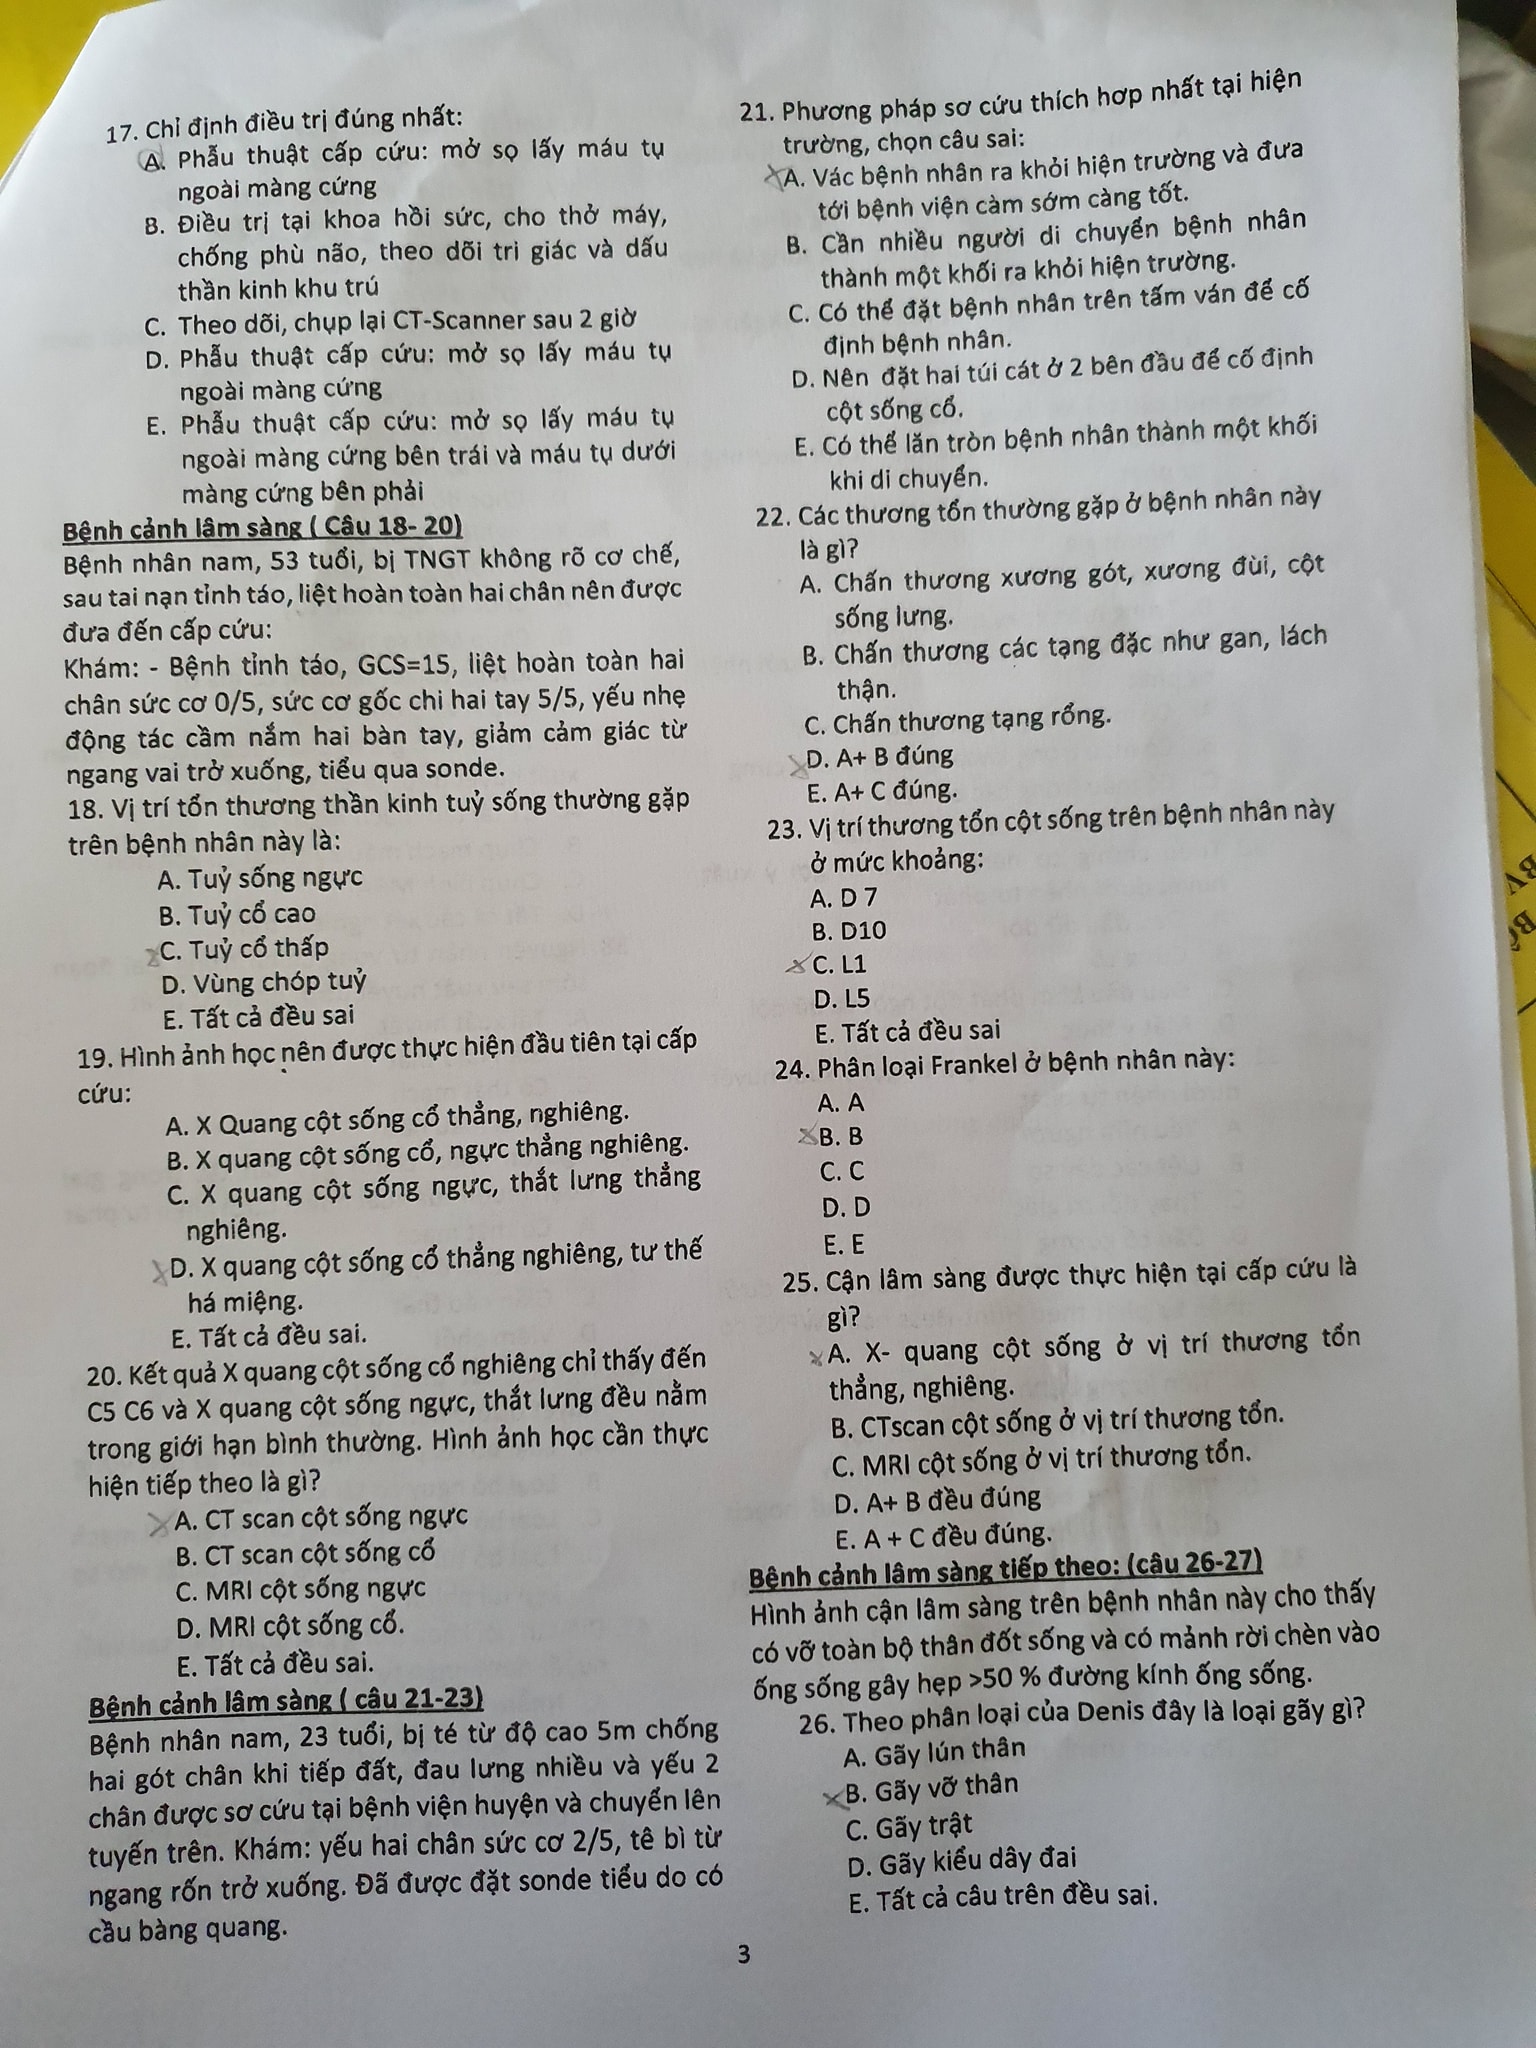 17. Chỉ định điều trị đúng nhất:
A. Phẫu thuật cấp cứu: mở sọ lấy máu tụ
ngoài màng cứng
B. Điều trị tại khoa hồi sức, cho thở máy,
chống phù não, theo dõi tri giác và dấu
thần kinh khu trú
C. Theo dõi, chụp lại CT-Scanner sau 2 giờ
D. Phẫu thuật cấp cứu: mở sọ lấy máu tụ
ngoài màng cứng
E. Phẫu thuật cấp cứu: mở sọ lấy máu tụ
ngoài màng cứng bên trái và máu tụ dưới
màng cứng bên phải
Bệnh cảnh lâm sàng ( Câu 18- 20)
Bệnh nhân nam, 53 tuổi, bị TNGT không rõ cơ chế,
sau tai nạn tỉnh táo, liệt hoàn toàn hai chân nên được
đưa đến cấp cứu:
Khám: - Bệnh tỉnh táo, GCS=15, liệt hoàn toàn hai
chân sức cơ 0/5, sức cơ gốc chi hai tay 5/5, yếu nhẹ
động tác cầm nắm hai bàn tay, giảm cảm giác từ
ngang vai trở xuống, tiểu qua sonde.
18. Vị trí tổn thương thần kinh tuỷ sống thường gặp
trên bệnh nhân này là:
A. Tuỷ sống ngực
B. Tuỷ cổ cao
C. Tuỷ cổ thấp
D. Vùng chóp tuỷ
E. Tất cả đều sai
19. Hình ảnh học nên được thực hiện đầu tiên tại cấp
cứu:
A. X Quang cột sống cổ thẳng, nghiêng.
B. X quang cột sống cổ, ngực thẳng nghiêng.
C. X quang cột sống ngực, thắt lưng thẳng
nghiêng.
D. X quang cột sống cổ thẳng nghiêng, tư thế
há miệng.
E. Tất cả đều sai.
20. Kết quả X quang cột sống cổ nghiêng chỉ thấy đến
C5 C6 và X quang cột sống ngực, thắt lưng đều nằm
trong giới hạn bình thường. Hình ảnh học cần thực
hiện tiếp theo là gì?
A. CT scan cột sống ngực
B. CT scan cột sống cổ
C. MRI cột sống ngực
D. MRI cột sống cổ.
E. Tất cả đều sai.
Bệnh cảnh lâm sàng ( câu 21-23)
Bệnh nhân nam, 23 tuổi, bị té từ độ cao 5m chống
hai gót chân khi tiếp đất, đau lưng nhiều và yếu 2
chân được sơ cứu tại bệnh viện huyện và chuyển lên
tuyến trên. Khám: yếu hai chân sức cơ 2/5, tê bì từ
ngang rốn trở xuống. Đã được đặt sonde tiểu do có
cầu bàng quang.
21. Phương pháp sơ cứu thích hơp nhất tại hiện
trường, chọn câu sai:
A. Vác bệnh nhân ra khỏi hiện trường và đưa
tới bệnh viện càm sớm càng tốt.
B. Cần nhiều người di chuyển bệnh nhân
thành một khối ra khỏi hiện trường.
C. Có thể đặt bệnh nhân trên tấm ván để cố
định bệnh nhân.
D. Nên đặt hai túi cát ở 2 bên đầu để cố định
cột sống cổ.
E. Có thể lăn tròn bệnh nhân thành một khối
khi di chuyển.
22. Các thương tổn thường gặp ở bệnh nhân này
là gì?
A. Chấn thương xương gót, xương đùi, cột
sống lưng.
B. Chấn thương các tạng đặc như gan, lách
thận.
C. Chấn thương tạng rổng.
D. A+ B đúng
E. A+ C đúng.
23. Vị trí thương tổn cột sống trên bệnh nhân này
ở mức khoảng:
A. D 7
B. D10
C. L1
D. L5
E. Tất cả đều sai
24. Phân loại Frankel ở bệnh nhân này:
A. A
B. B
C. C
D. D
E. E
25. Cận lâm sàng được thực hiện tại cấp cứu là
gì?
A. X- quang cột sống ở vị trí thương tổn
thẳng, nghiêng.
B. CTscan cột sống ở vị trí thương tổn.
C. MRI cột sống ở vị trí thương tổn.
D. A+ B đều đúng
E. A + C đều đúng.
Bệnh cảnh lâm sàng tiếp theo: (câu 26-27)
Hình ảnh cận lâm sàng trên bệnh nhân này cho thấy
có vỡ toàn bộ thân đốt sống và có mảnh rời chèn vào
ống sống gây hẹp >50 % đường kính ống sống.
26. Theo phân loại của Denis đây là loại gãy gì?
A. Gãy lún thân
B. Gãy vỡ thân
C. Gãy trật
D. Gãy kiểu dây đai
E. Tất cả câu trên đều sai.
3